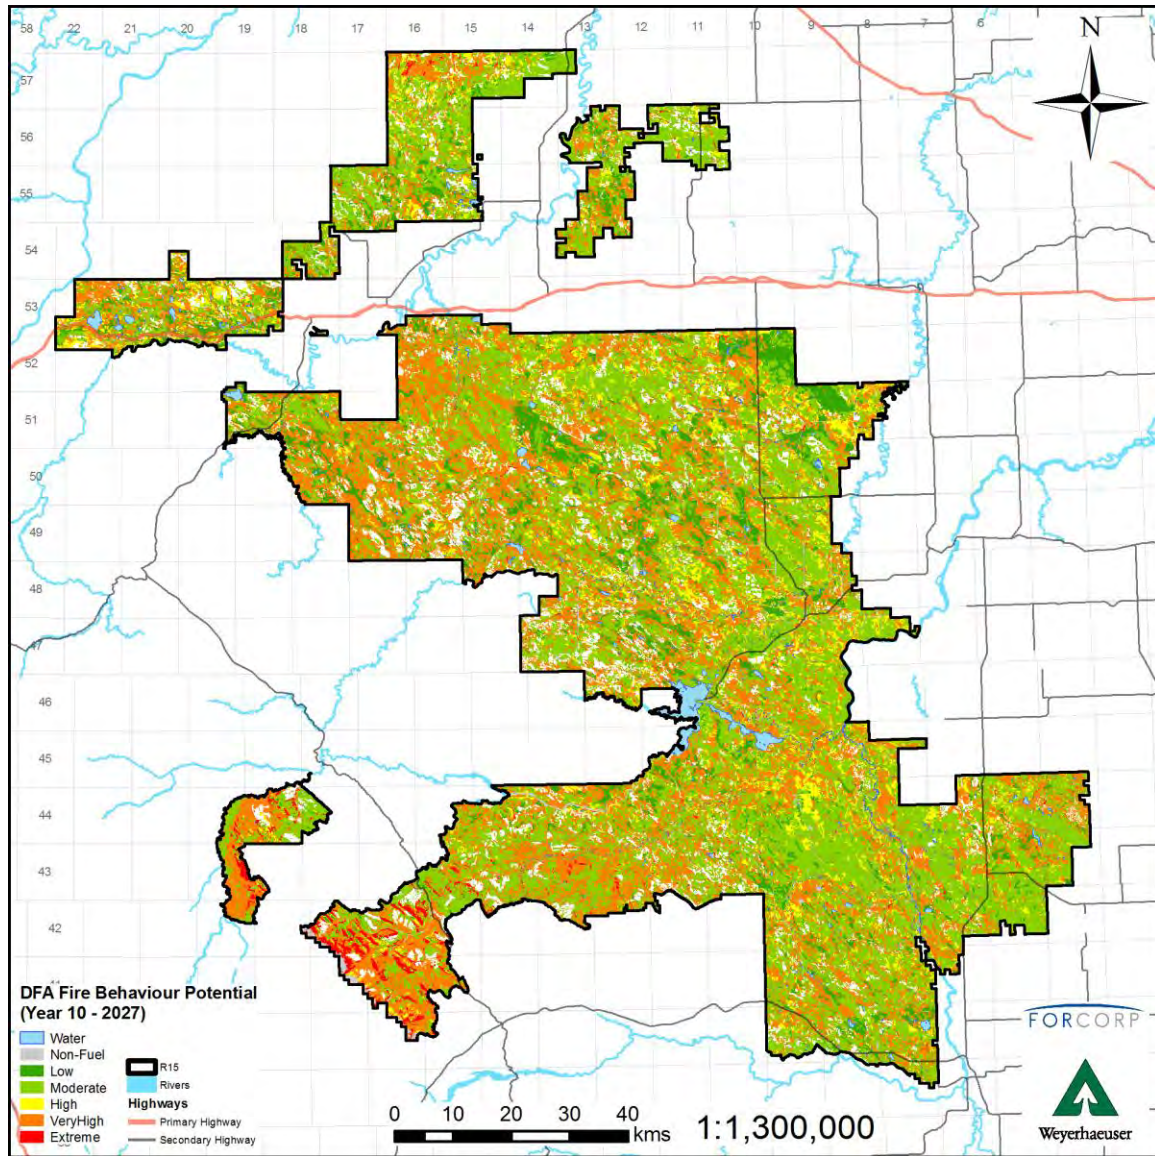 58 22 21 20 19 18 17 16 15 14 13 12 11 10 9 8 7 6
N
57
56
55
54
53
52
51
50
49
48
47
46
45
44
43
42
DFA Fire Behaviour Potential
(Year 10 - 2027)
Water
Non-Fuel
Low
Moderate
High
VeryHigh
Extreme
R15
Rivers
Highways
Primary Highway
Secondary Highway
0 10 20 30 40
kms
1:1,300,000
FORCORP
Weyerhaeuser